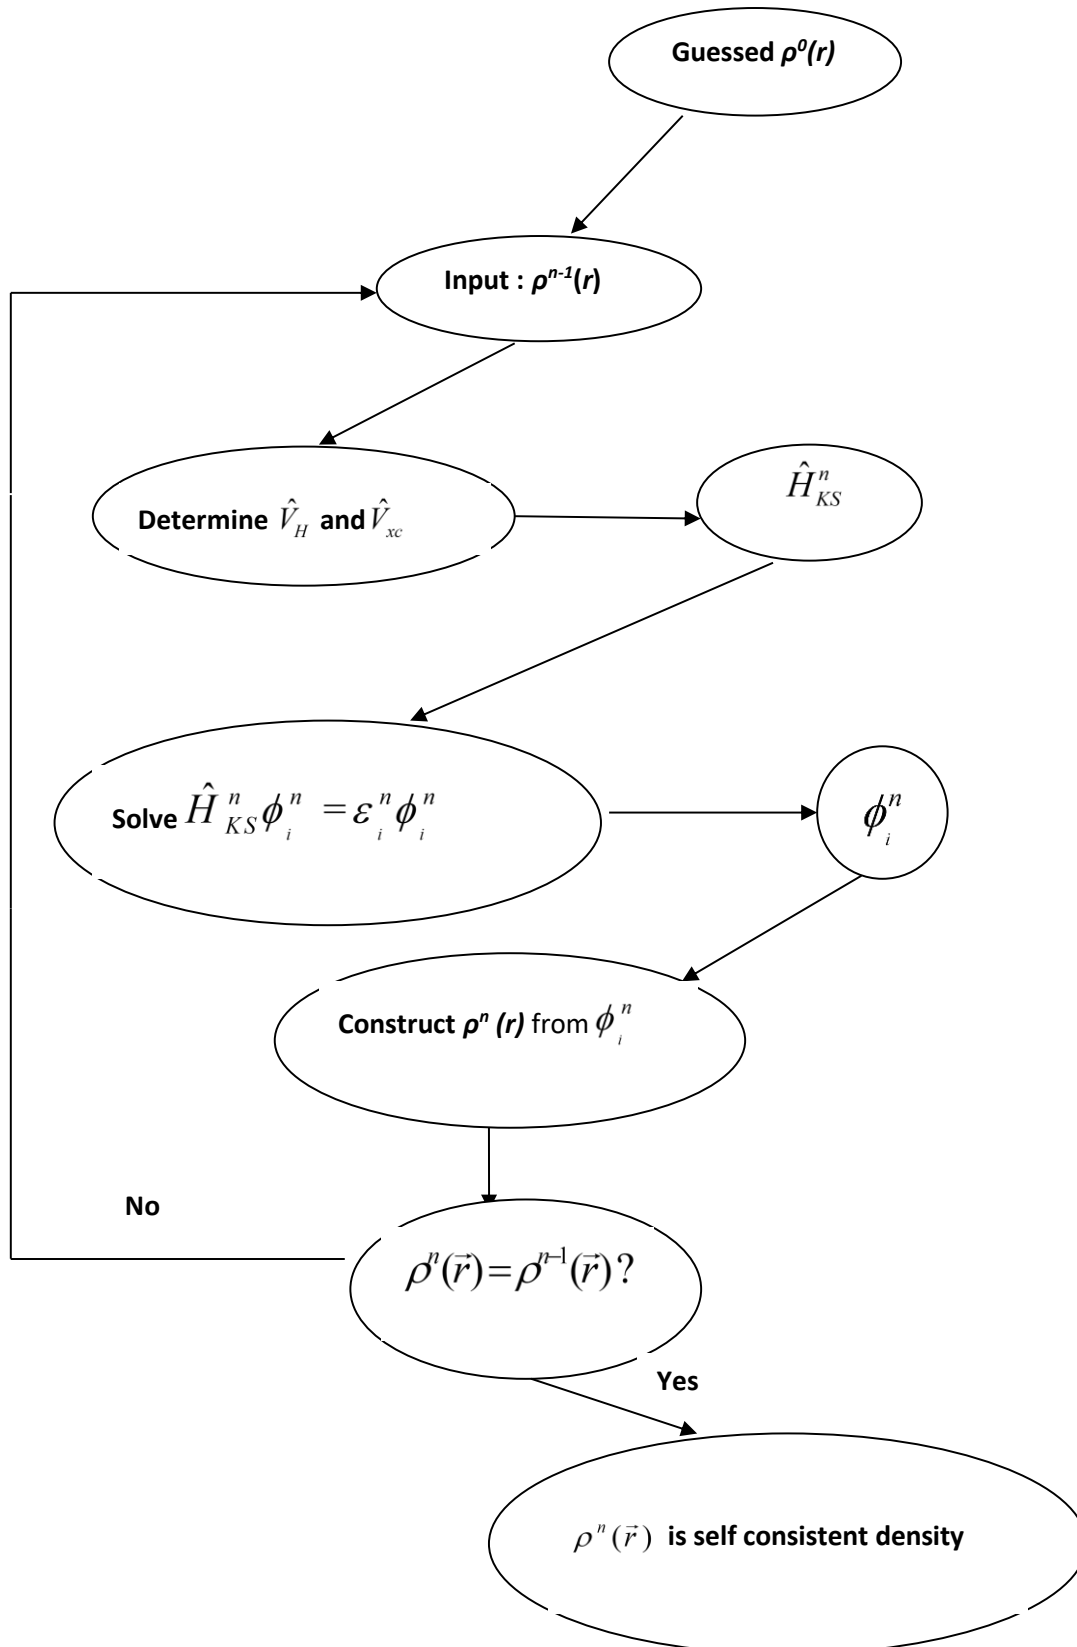 Guessed ρ⁰(r)
Input : ρⁿ⁻¹(r)
Determine V̂_H and V̂_xc
Ĥⁿ_KS
Solve Ĥⁿ_KS ϕⁿ_i = εⁿ_i ϕⁿ_i
ϕⁿ_i
Construct ρⁿ (r) from ϕⁿ_i
No
ρⁿ(r⃗)=ρⁿ⁻¹(r⃗)?
Yes
ρⁿ(r⃗) is self consistent density